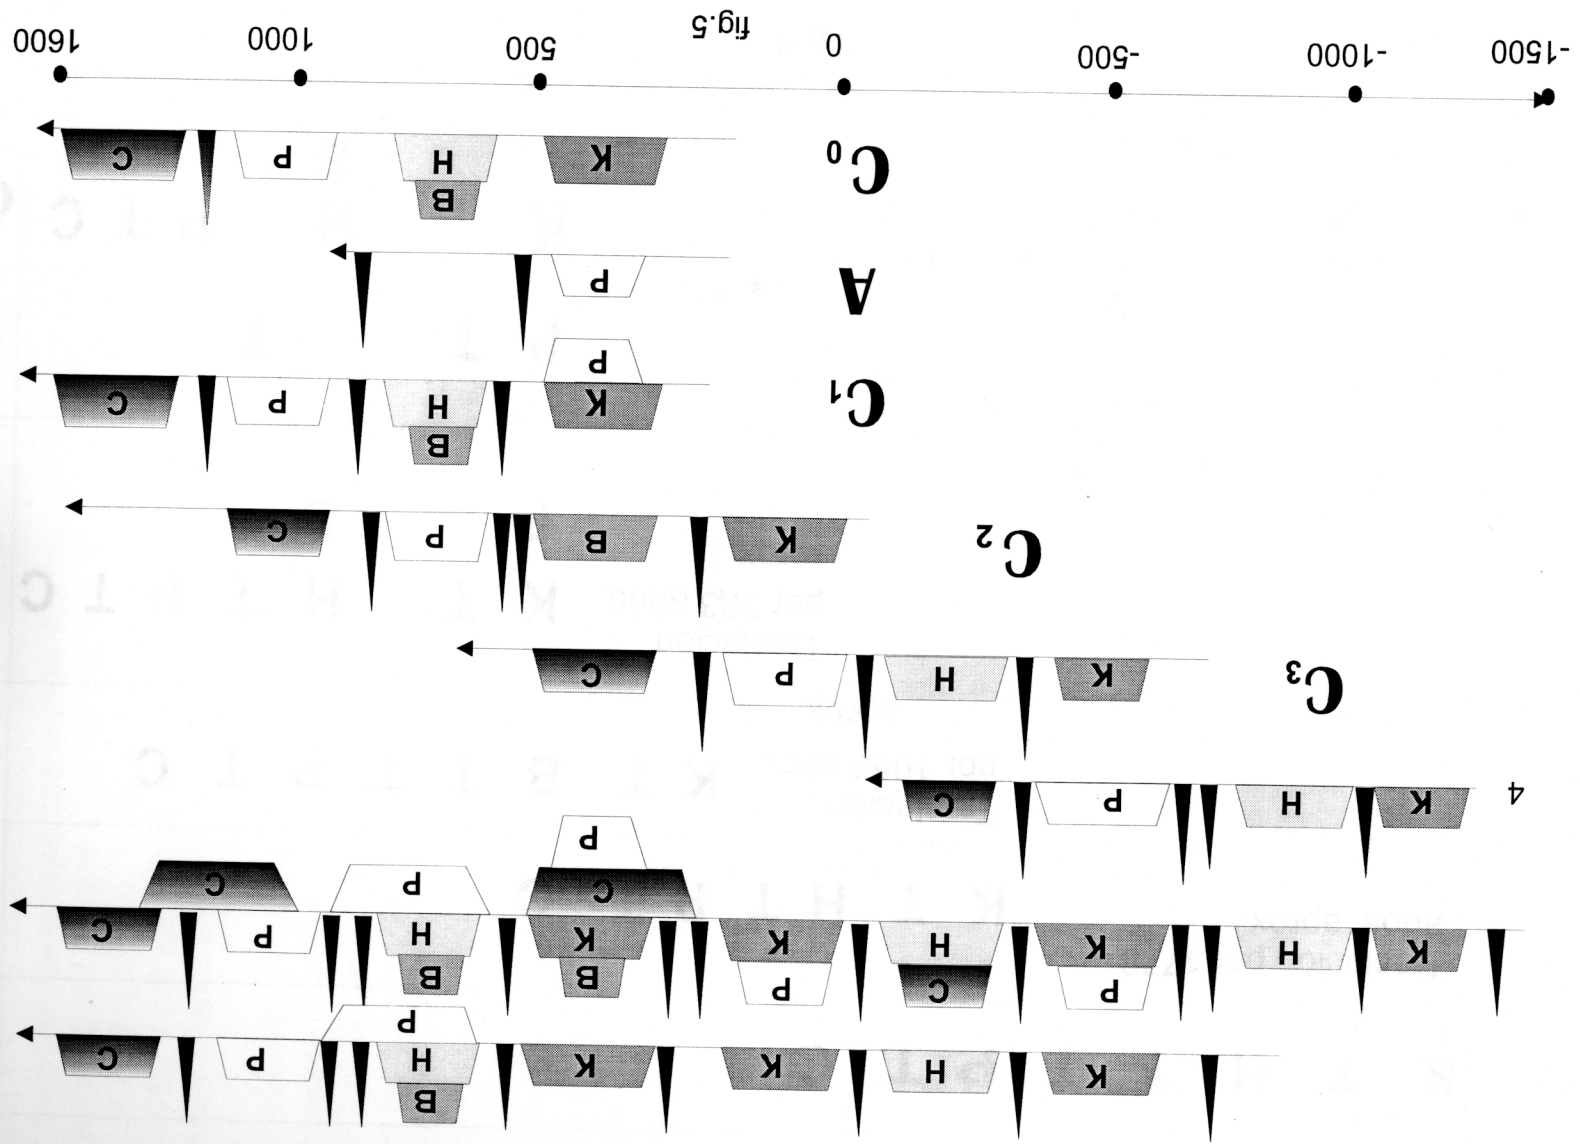 B
K H K K H P C
P
P C P B B
K H K H K K H P C
C P C
P
4 K H P C
C₃ K H P C
C₂ K B P C
B
C₁ K H P C
P
A P
B
C₀ K H P C
-1500 -1000 -500 0 500 1000 1600
fig.5